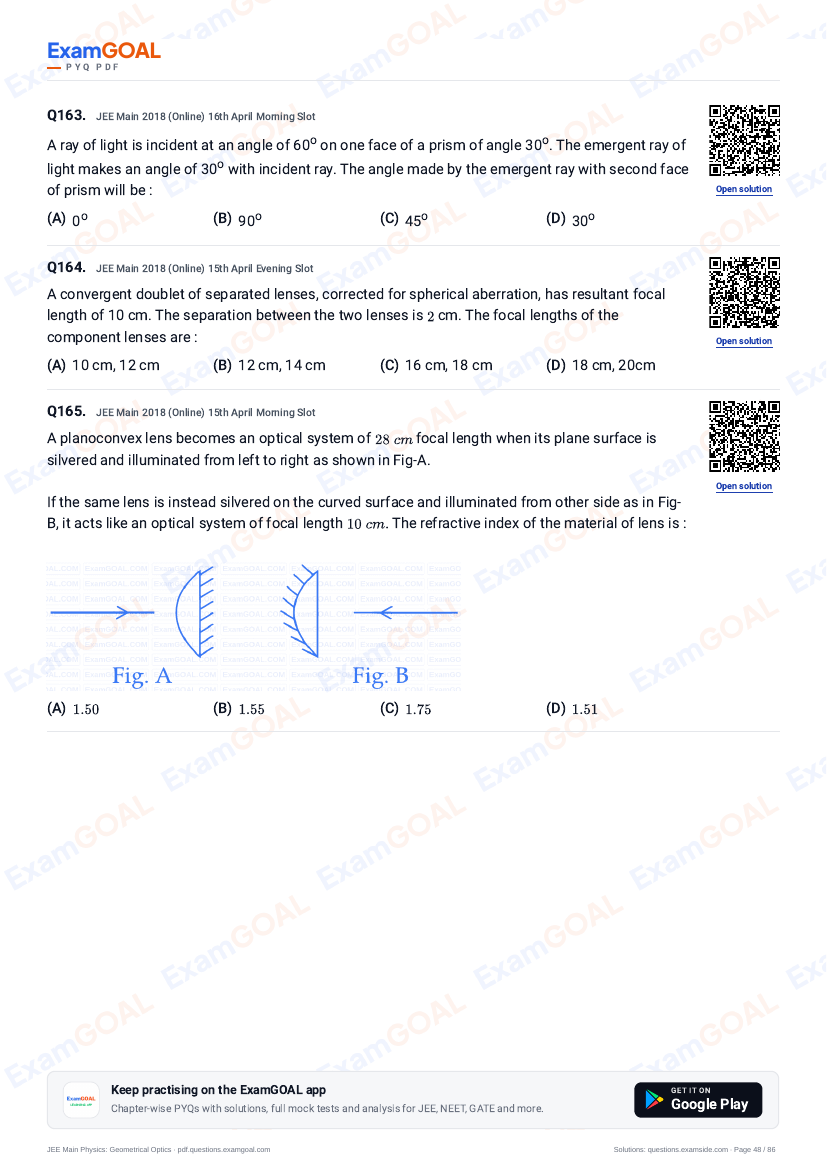 ExamGOAL
PYQ PDF
Q163. JEE Main 2018 (Online) 16th April Morning Slot
A ray of light is incident at an angle of 60⁰ on one face of a prism of angle 30⁰. The emergent ray of
light makes an angle of 30⁰ with incident ray. The angle made by the emergent ray with second face
of prism will be :
Open solution
(A) 0⁰ (B) 90⁰ (C) 45⁰ (D) 30⁰
Q164. JEE Main 2018 (Online) 15th April Evening Slot
A convergent doublet of separated lenses, corrected for spherical aberration, has resultant focal
length of 10 cm. The separation between the two lenses is 2 cm. The focal lengths of the
component lenses are :
Open solution
(A) 10 cm, 12 cm (B) 12 cm, 14 cm (C) 16 cm, 18 cm (D) 18 cm, 20cm
Q165. JEE Main 2018 (Online) 15th April Morning Slot
A planoconvex lens becomes an optical system of 28 cm focal length when its plane surface is
silvered and illuminated from left to right as shown in Fig-A.
Open solution
If the same lens is instead silvered on the curved surface and illuminated from other side as in Fig-
B, it acts like an optical system of focal length 10 cm. The refractive index of the material of lens is :
Fig. A Fig. B
(A) 1.50 (B) 1.55 (C) 1.75 (D) 1.51
Keep practising on the ExamGOAL app
Chapter-wise PYQs with solutions, full mock tests and analysis for JEE, NEET, GATE and more.
GET IT ON
Google Play
JEE Main Physics: Geometrical Optics · pdf.questions.examgoal.com
Solutions: questions.examside.com · Page 48 / 86